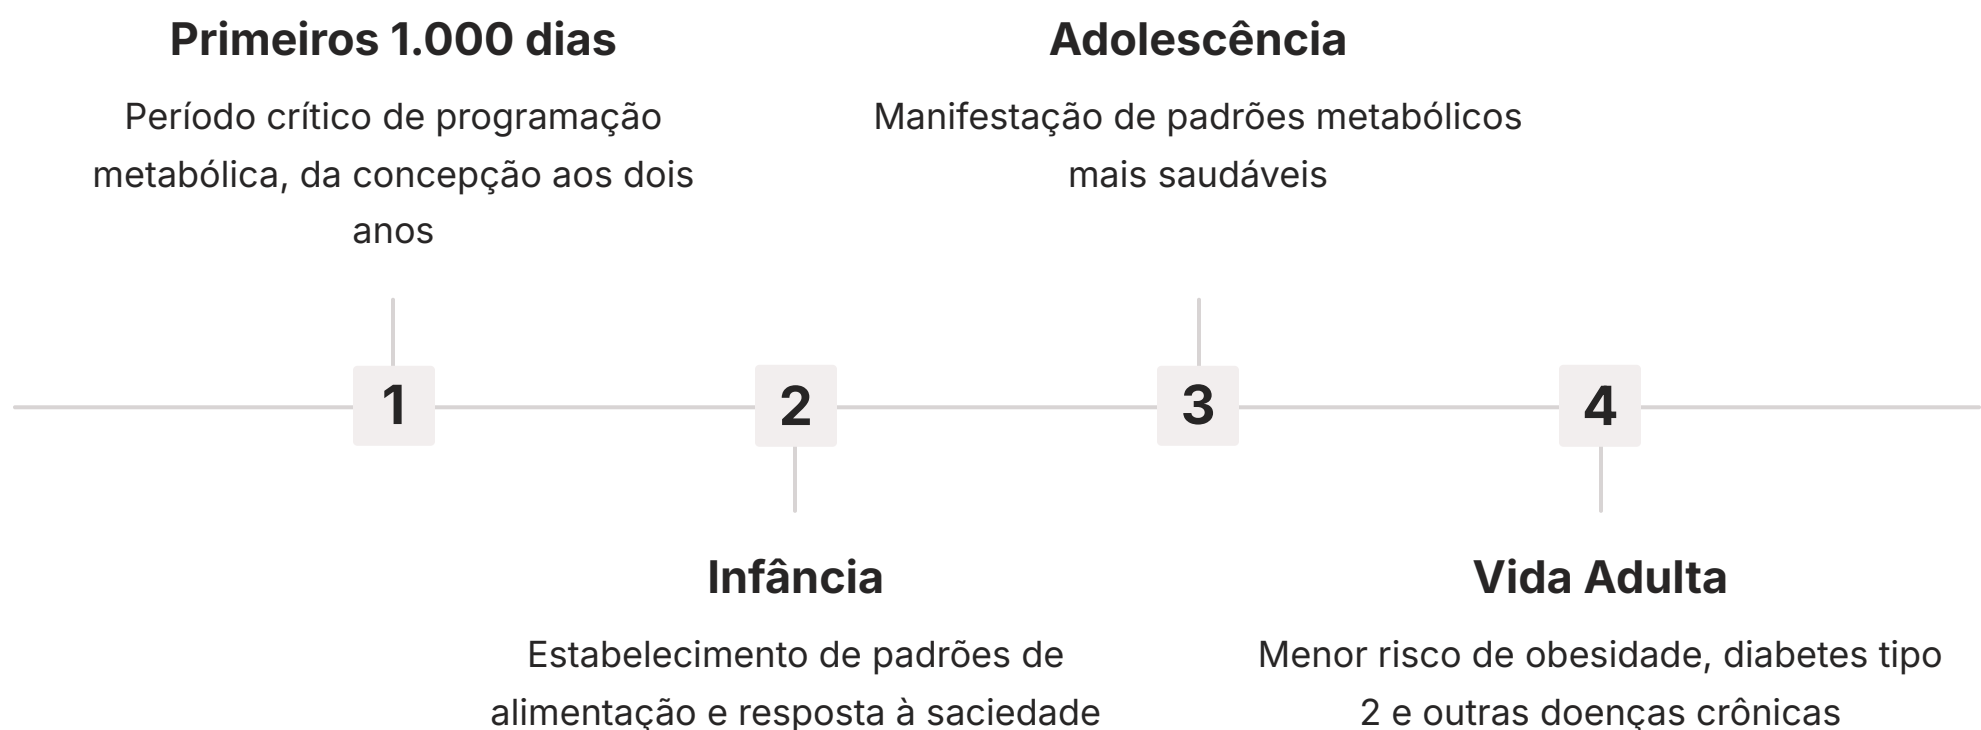 Primeiros 1.000 dias
Período crítico de programação
metabólica, da concepção aos dois
anos
Adolescência
Manifestação de padrões metabólicos
mais saudáveis
1
2
3
4
Infância
Estabelecimento de padrões de
alimentação e resposta à saciedade
Vida Adulta
Menor risco de obesidade, diabetes tipo
2 e outras doenças crônicas